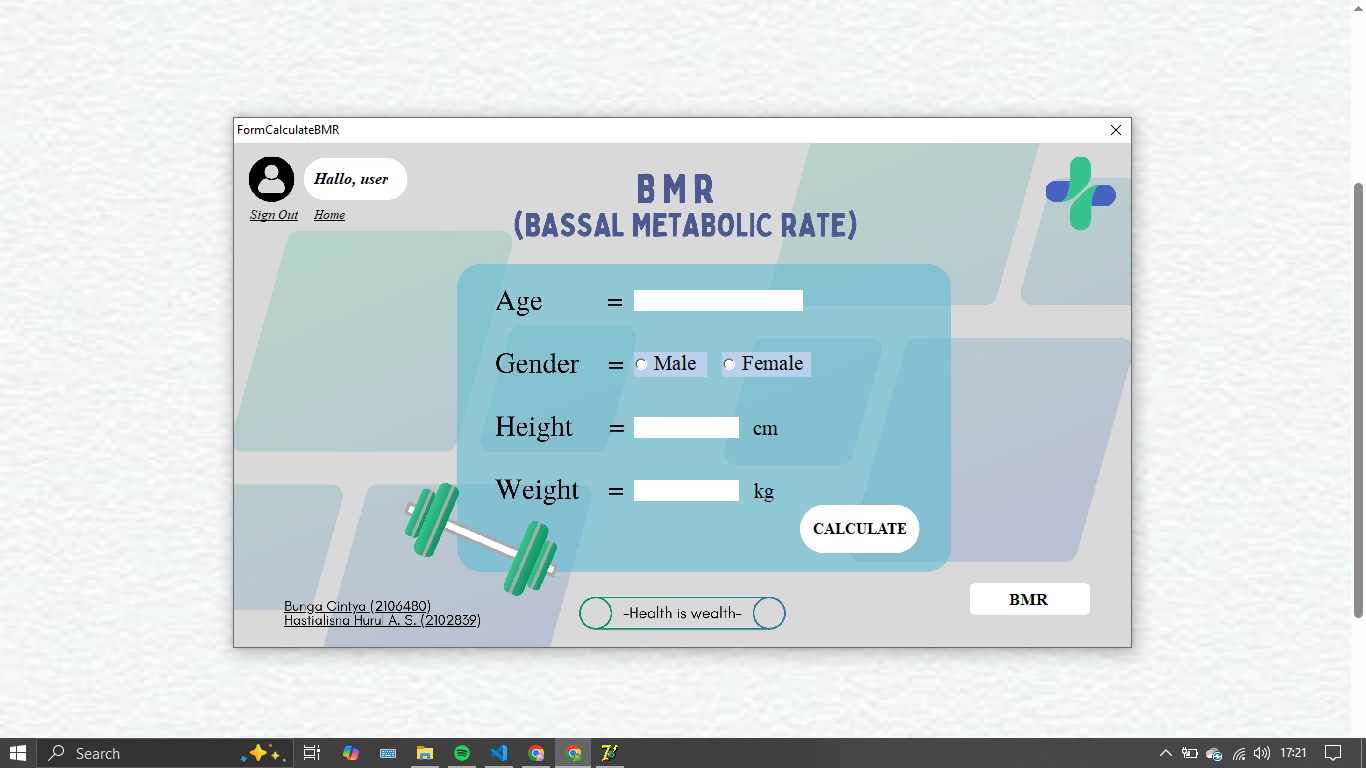 FormCalculateBMR
Hallo, user
Sign Out Home
BMR
(BASSAL METABOLIC RATE)
Age =
Gender = Male Female
Height = cm
Weight = kg
CALCULATE
BMR
Bunga Cintya (2106480)
Hastialisna Hurul A. S. (2102839)
-Health is wealth-
Search
17:21